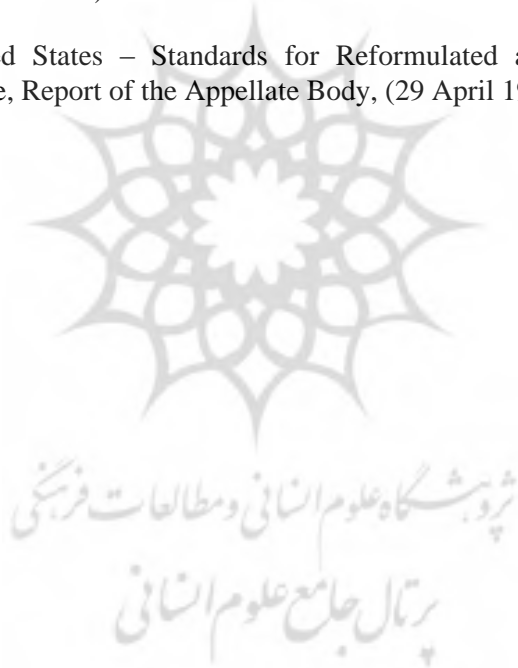 ed States – Standards for Reformulated a
e, Report of the Appellate Body, (29 April 19
پژوهشگاه علوم انسانی و مطالعات فرهنگی
پرتال جامع علوم انسانی